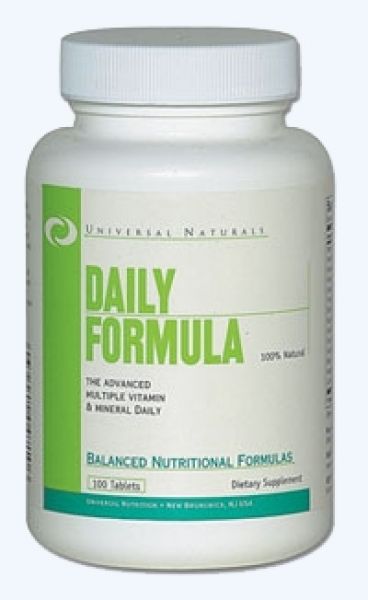 UNIVERSAL NATURALS
DAILY
FORMULA
100% Natural
THE ADVANCED
MULTIPLE VITAMIN
& MINERAL DAILY
BALANCED NUTRITIONAL FORMULAS
100 Tablets Dietary Supplement
UNIVERSAL NUTRITION • NEW BRUNSWICK, NJ USA